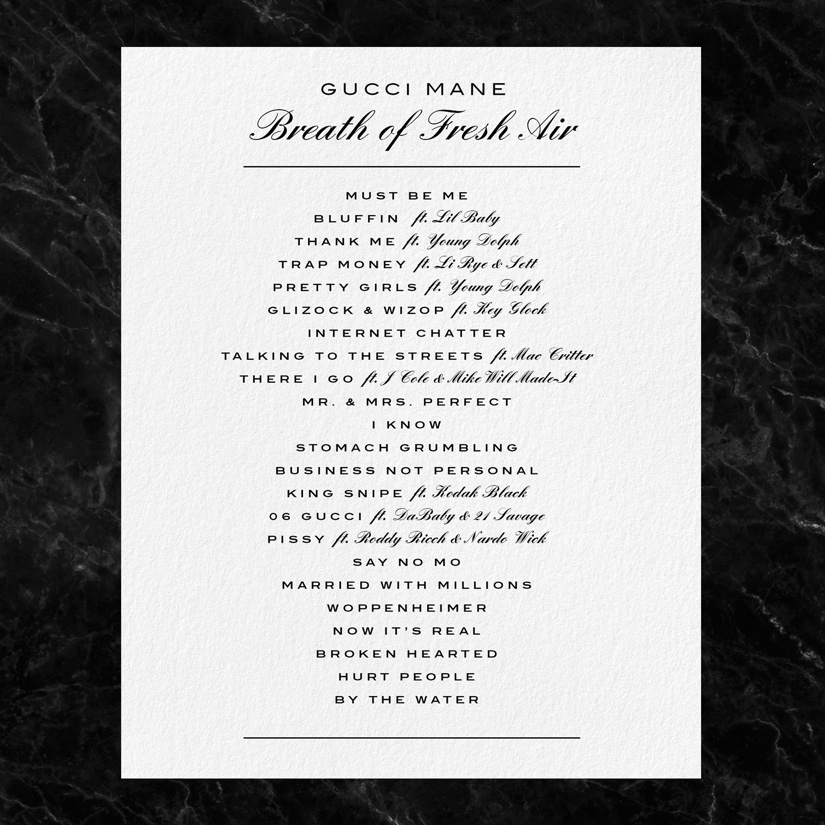 GUCCI MANE
Breath of Fresh Air
MUST BE ME
BLUFFIN ft. Lil Baby
THANK ME ft. Young Dolph
TRAP MONEY ft. Li Rye & Sett
PRETTY GIRLS ft. Young Dolph
GLIZOCK & WIZOP ft. Key Glock
INTERNET CHATTER
TALKING TO THE STREETS ft. Mac Critter
THERE I GO ft. J Cole & Mike Will Made-It
MR. & MRS. PERFECT
I KNOW
STOMACH GRUMBLING
BUSINESS NOT PERSONAL
KING SNIPE ft. Kodak Black
06 GUCCI ft. DaBaby & 21 Savage
PISSY ft. Roddy Ricch & Nardo Wick
SAY NO MO
MARRIED WITH MILLIONS
WOPPENHEIMER
NOW IT'S REAL
BROKEN HEARTED
HURT PEOPLE
BY THE WATER